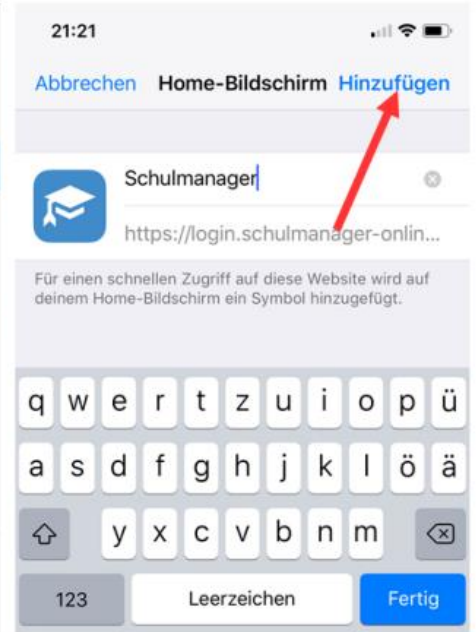 21:21
Abbrechen Home-Bildschirm Hinzufügen
Schulmanager
https://login.schulmanager-onlin...
Für einen schnellen Zugriff auf diese Website wird auf
deinem Home-Bildschirm ein Symbol hinzugefügt.
q w e r t z u i o p ü
a s d f g h j k l ö ä
y x c v b n m
123 Leerzeichen Fertig